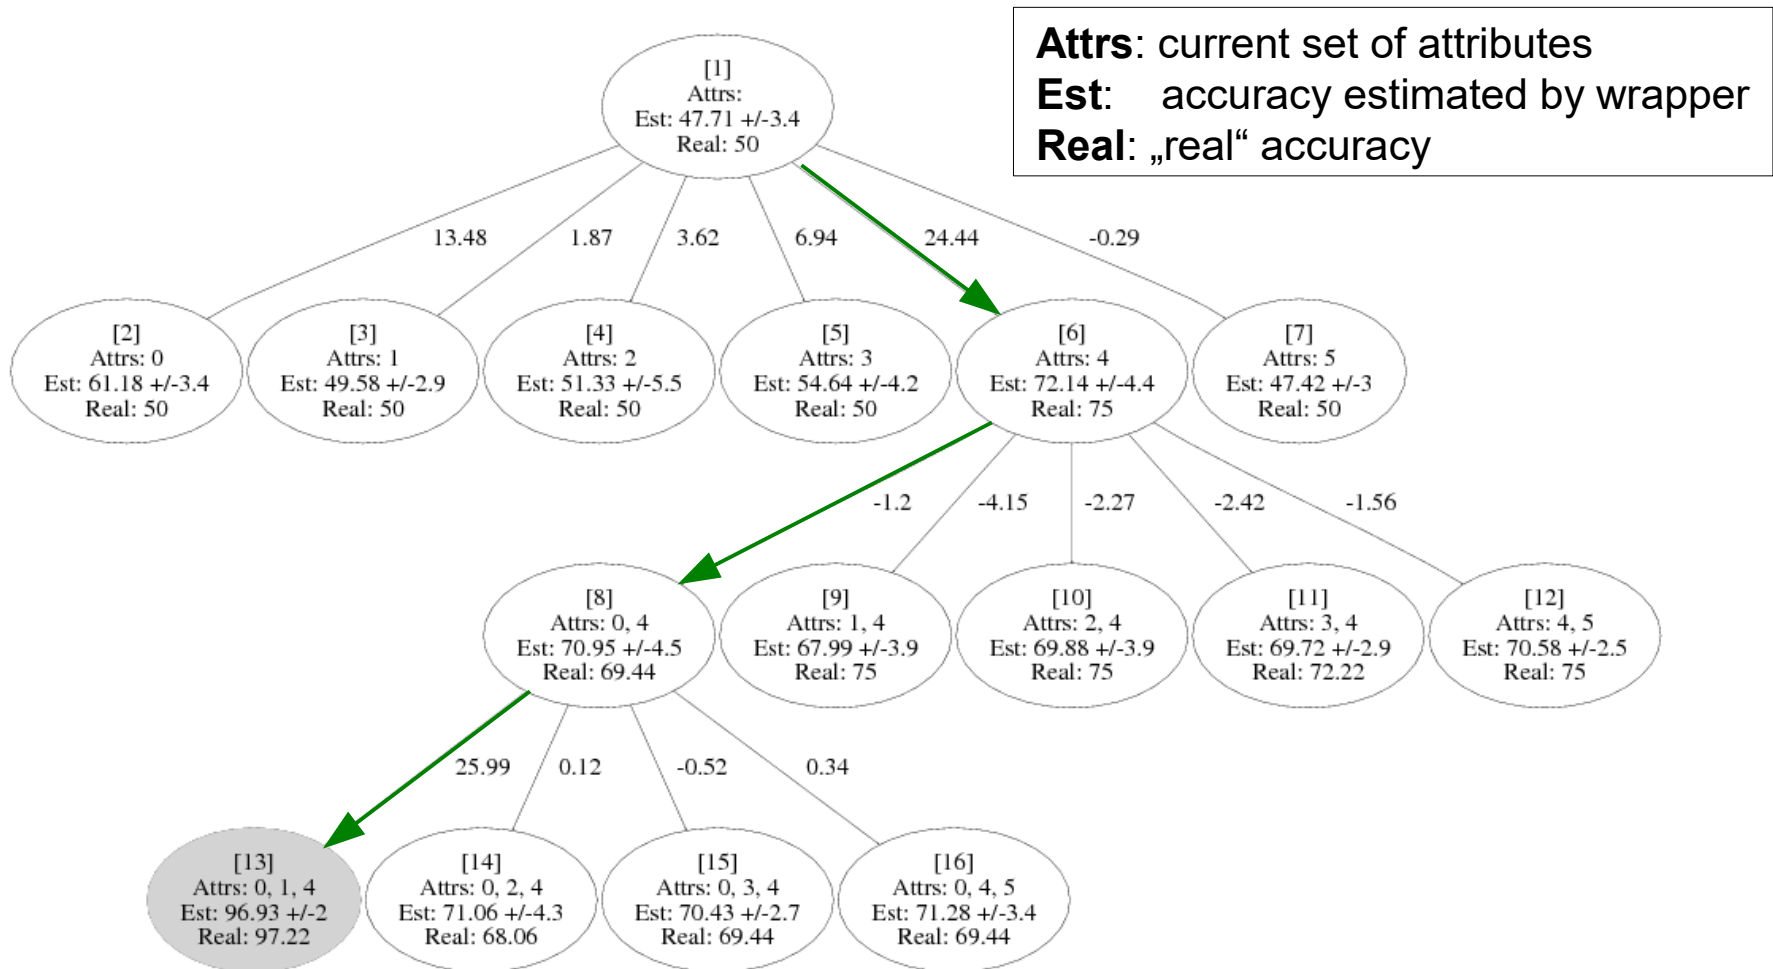 Attrs: current set of attributes
Est: accuracy estimated by wrapper
Real: „real“ accuracy
[1]
Attrs:
Est: 47.71 +/-3.4
Real: 50
13.48
1.87
3.62
6.94
24.44
-0.29
[2]
Attrs: 0
Est: 61.18 +/-3.4
Real: 50
[3]
Attrs: 1
Est: 49.58 +/-2.9
Real: 50
[4]
Attrs: 2
Est: 51.33 +/-5.5
Real: 50
[5]
Attrs: 3
Est: 54.64 +/-4.2
Real: 50
[6]
Attrs: 4
Est: 72.14 +/-4.4
Real: 75
[7]
Attrs: 5
Est: 47.42 +/-3
Real: 50
-1.2
-4.15
-2.27
-2.42
-1.56
[8]
Attrs: 0, 4
Est: 70.95 +/-4.5
Real: 69.44
[9]
Attrs: 1, 4
Est: 67.99 +/-3.9
Real: 75
[10]
Attrs: 2, 4
Est: 69.88 +/-3.9
Real: 75
[11]
Attrs: 3, 4
Est: 69.72 +/-2.9
Real: 72.22
[12]
Attrs: 4, 5
Est: 70.58 +/-2.5
Real: 75
25.99
0.12
-0.52
0.34
[13]
Attrs: 0, 1, 4
Est: 96.93 +/-2
Real: 97.22
[14]
Attrs: 0, 2, 4
Est: 71.06 +/-4.3
Real: 68.06
[15]
Attrs: 0, 3, 4
Est: 70.43 +/-2.7
Real: 69.44
[16]
Attrs: 0, 4, 5
Est: 71.28 +/-3.4
Real: 69.44